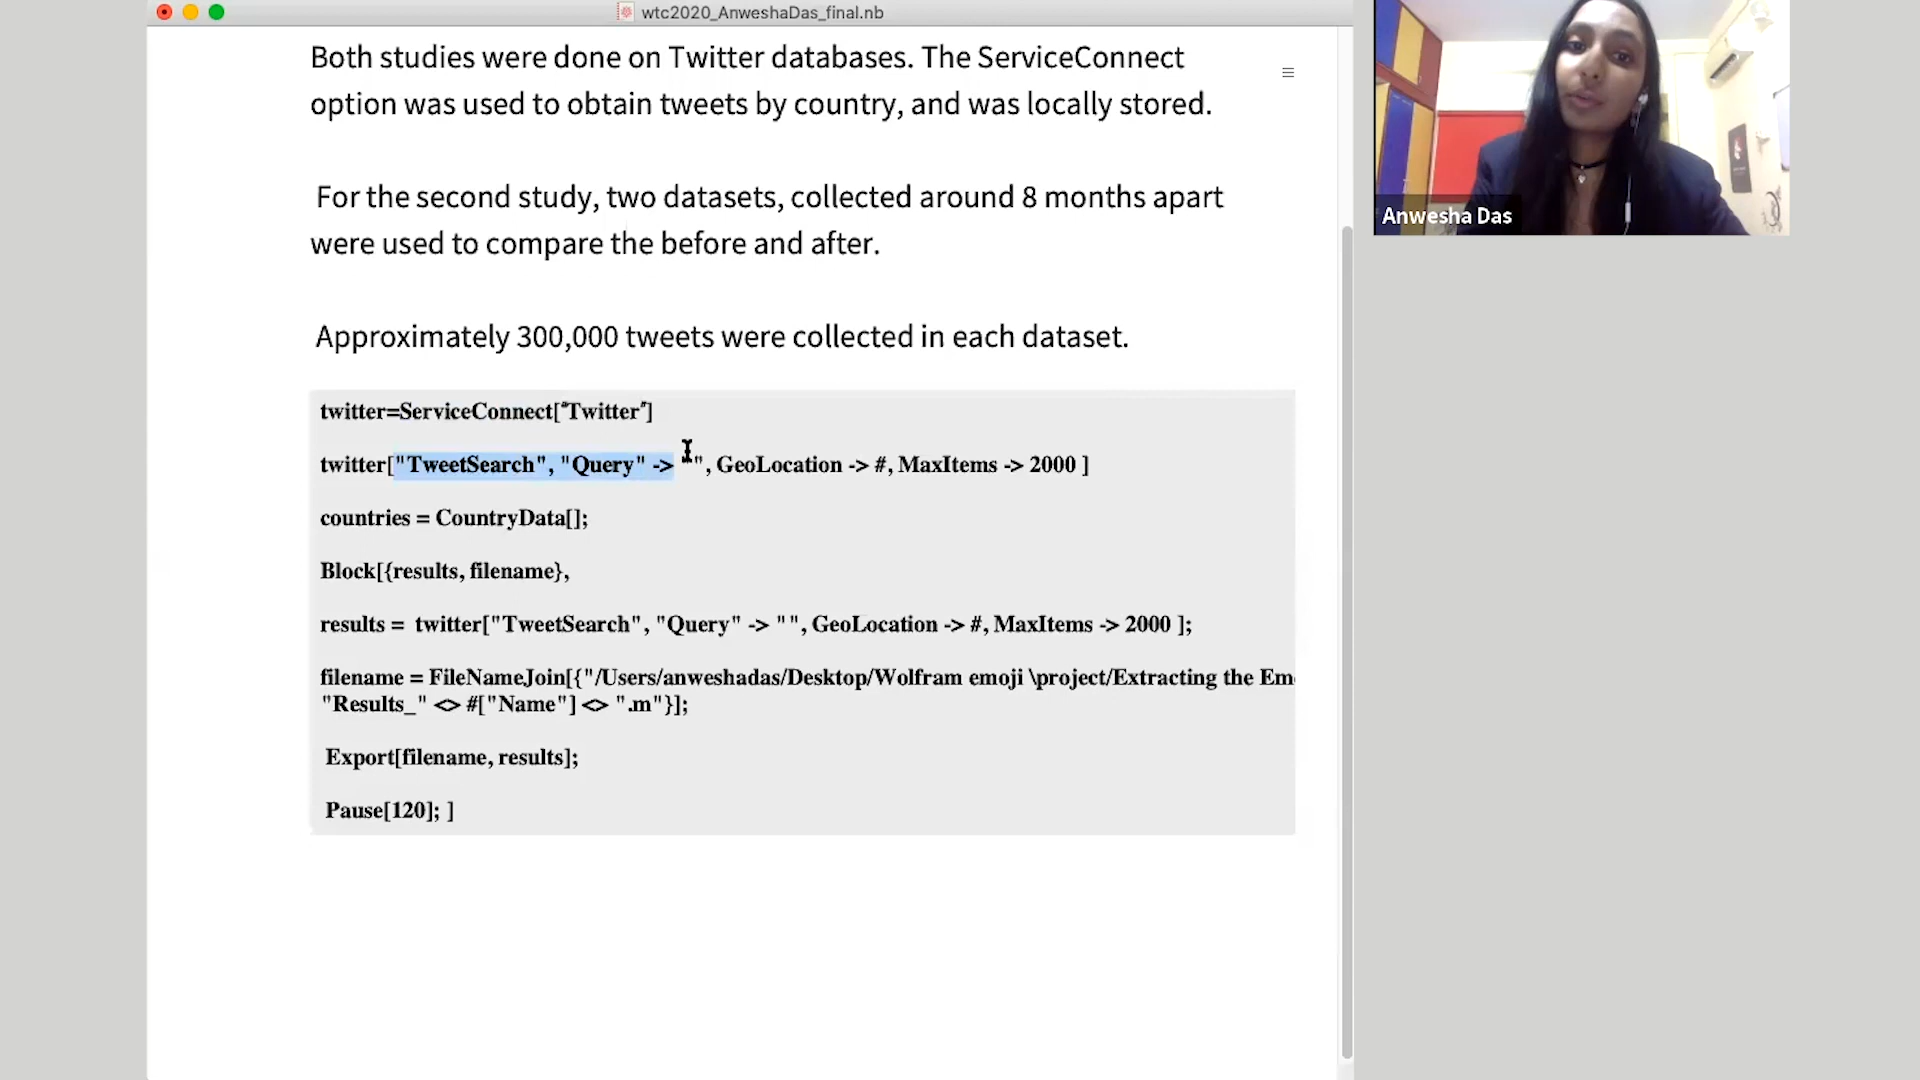 wtc2020_AnweshaDas_final.nb
Both studies were done on Twitter databases. The ServiceConnect
option was used to obtain tweets by country, and was locally stored.
For the second study, two datasets, collected around 8 months apart
were used to compare the before and after.
Approximately 300,000 tweets were collected in each dataset.
twitter=ServiceConnect["Twitter"]
twitter["TweetSearch", "Query" -> " ", GeoLocation -> #, MaxItems -> 2000 ]
countries = CountryData[];
Block[{results, filename},
results = twitter["TweetSearch", "Query" -> "", GeoLocation -> #, MaxItems -> 2000 ];
filename = FileNameJoin[{"/Users/anweshadas/Desktop/Wolfram emoji \project/Extracting the Em
"Results_" <> #["Name"] <> ".m"}];
Export[filename, results];
Pause[120]; ]
Anwesha Das